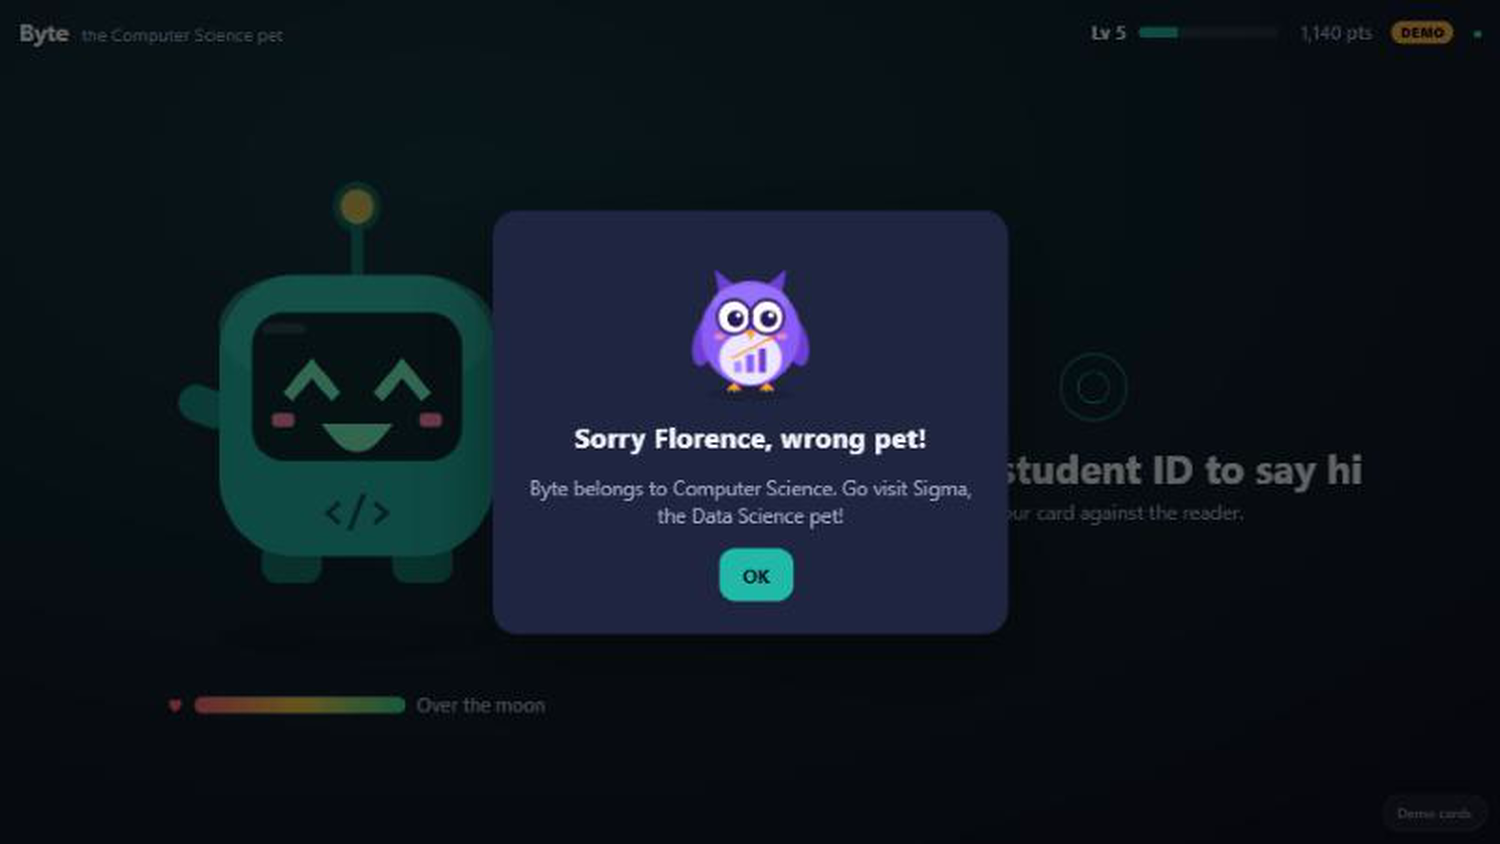 Byte the Computer Science pet
Lv 5 1,140 pts DEMO
Sorry Florence, wrong pet!
Byte belongs to Computer Science. Go visit Sigma,
the Data Science pet!
OK
</>
student ID to say hi
card against the reader.
Over the moon
Demo cards